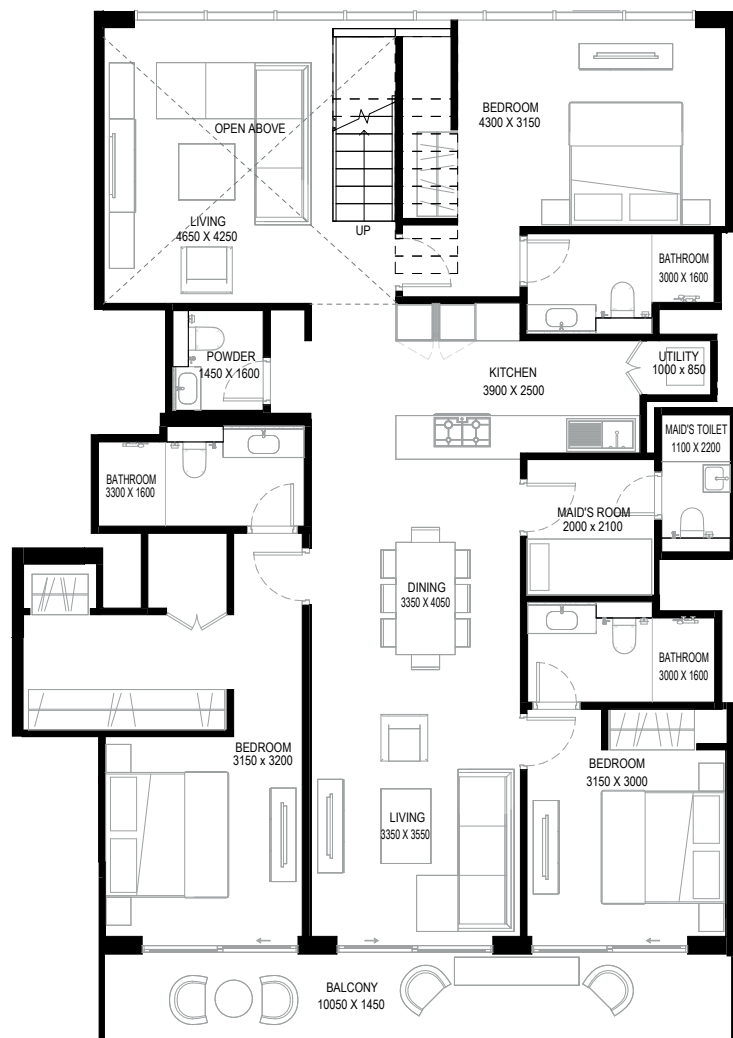 BEDROOM
4300 X 3150
OPEN ABOVE
LIVING
4650 X 4250
UP
BATHROOM
3000 X 1600
POWDER
1450 X 1600
KITCHEN
3900 X 2500
UTILITY
1000 x 850
MAID'S TOILET
1100 X 2200
BATHROOM
3300 X 1600
MAID'S ROOM
2000 x 2100
DINING
3350 X 4050
BATHROOM
3000 X 1600
BEDROOM
3150 x 3200
BEDROOM
3150 X 3000
LIVING
3350 X 3550
BALCONY
10050 X 1450